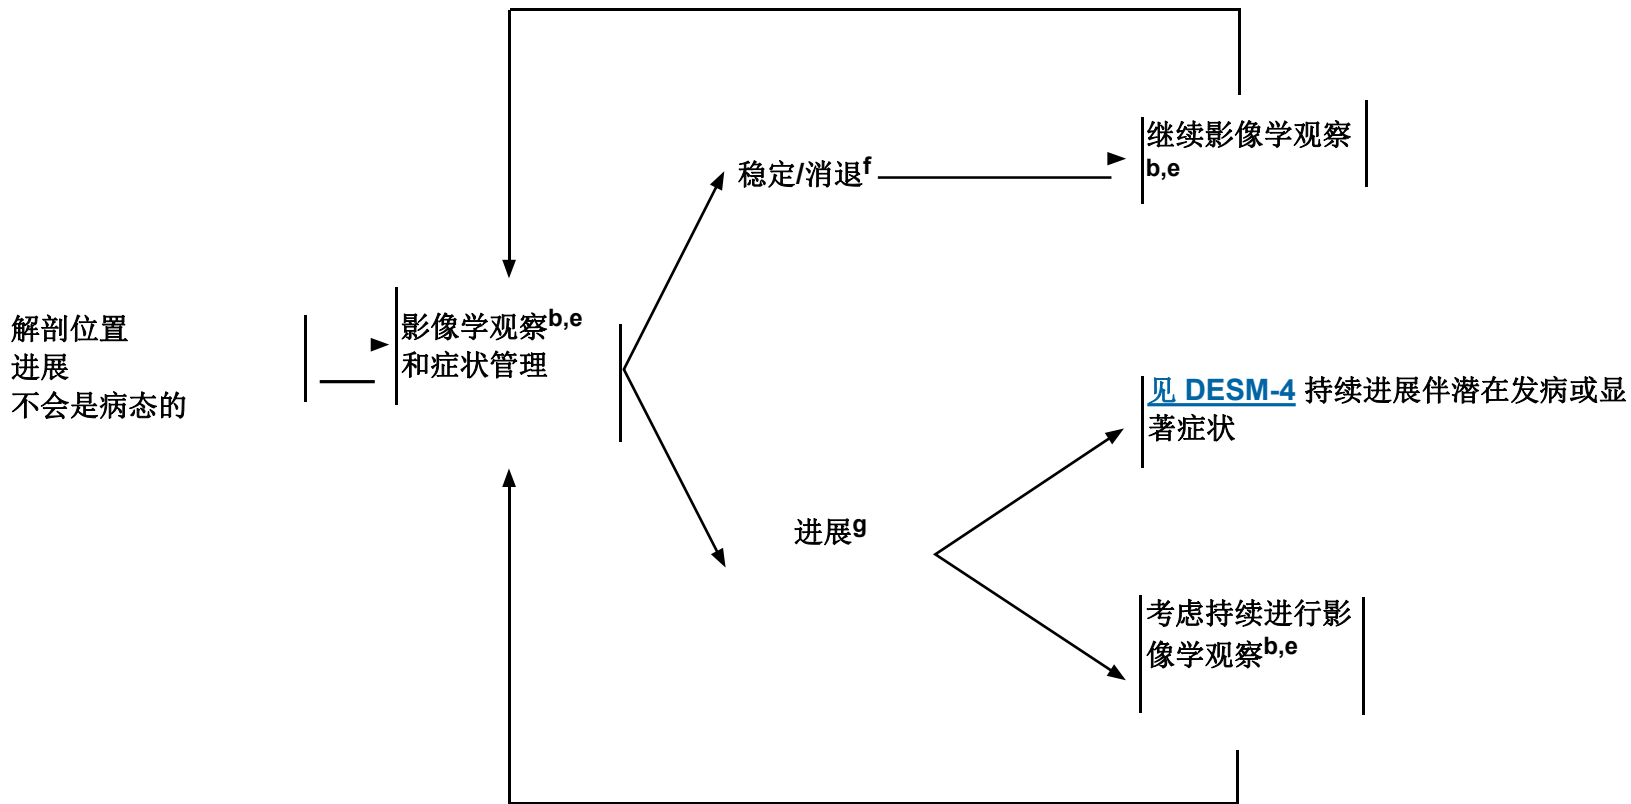 继续影像学观察
b,e
稳定/消退f
解剖位置
进展
不会是病态的
影像学观察b,e
和症状管理
见 DESM-4 持续进展伴潜在发病或显
著症状
进展g
考虑持续进行影
像学观察b,e